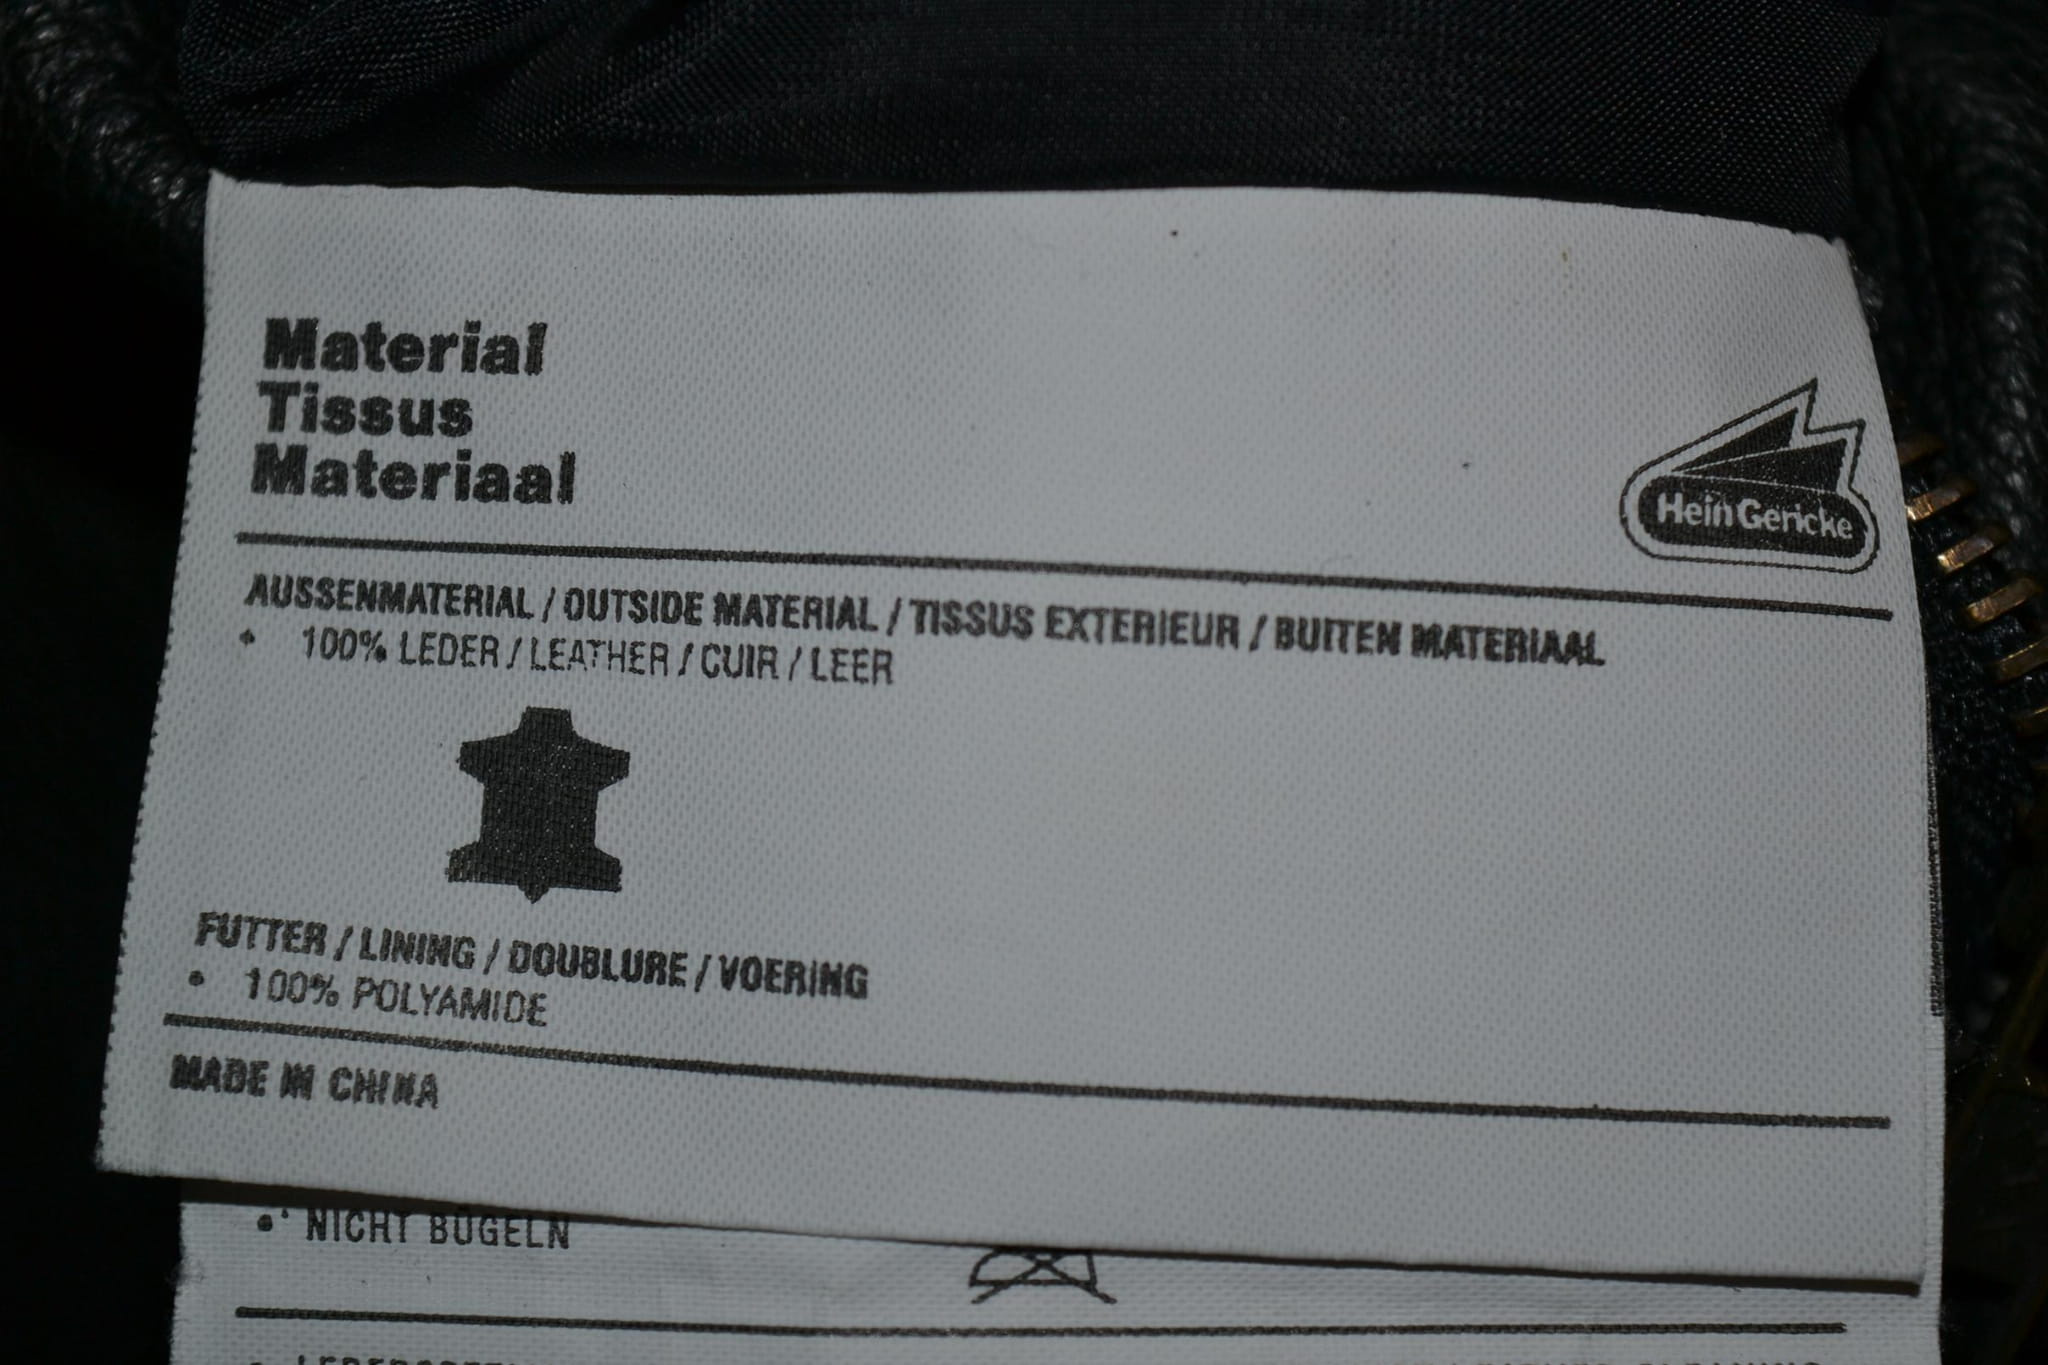 Material
Tissus
Materiaal
Hein Gericke
AUSSENMATERIAL / OUTSIDE MATERIAL / TISSUS EXTERIEUR / BUITEN MATERIAAL
• 100% LEDER / LEATHER / CUIR / LEER
FUTTER / LINING / DOUBLURE / VOERING
• 100% POLYAMIDE
MADE IN CHINA
• NICHT BÜGELN